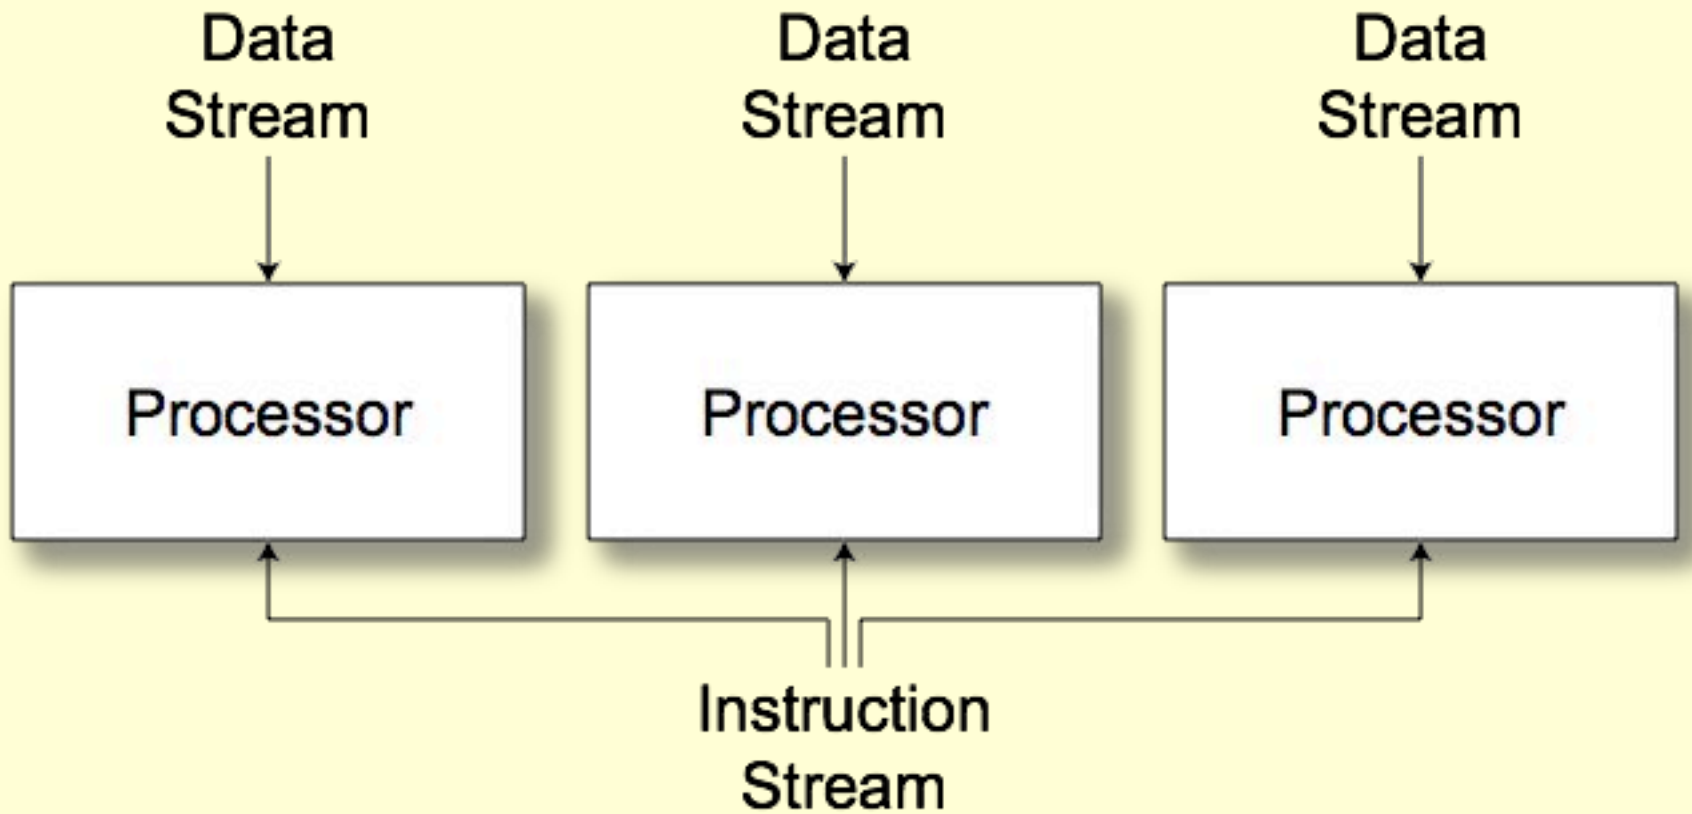 Data
Stream
Data
Stream
Data
Stream
Processor
Processor
Processor
Instruction
Stream